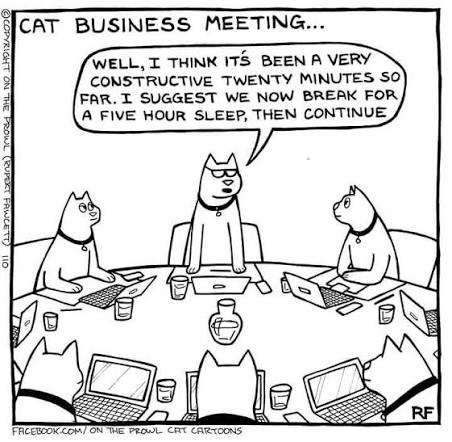 CAT BUSINESS MEETING...
WELL, I THINK IT'S BEEN A VERY
CONSTRUCTIVE TWENTY MINUTES SO
FAR. I SUGGEST WE NOW BREAK FOR
A FIVE HOUR SLEEP, THEN CONTINUE
©COPYRIGHT ON THE PROWL (RUPERT FAWCETT) 110
RF
FACEBOOK.COM/ON THE PROWL CAT CARTOONS